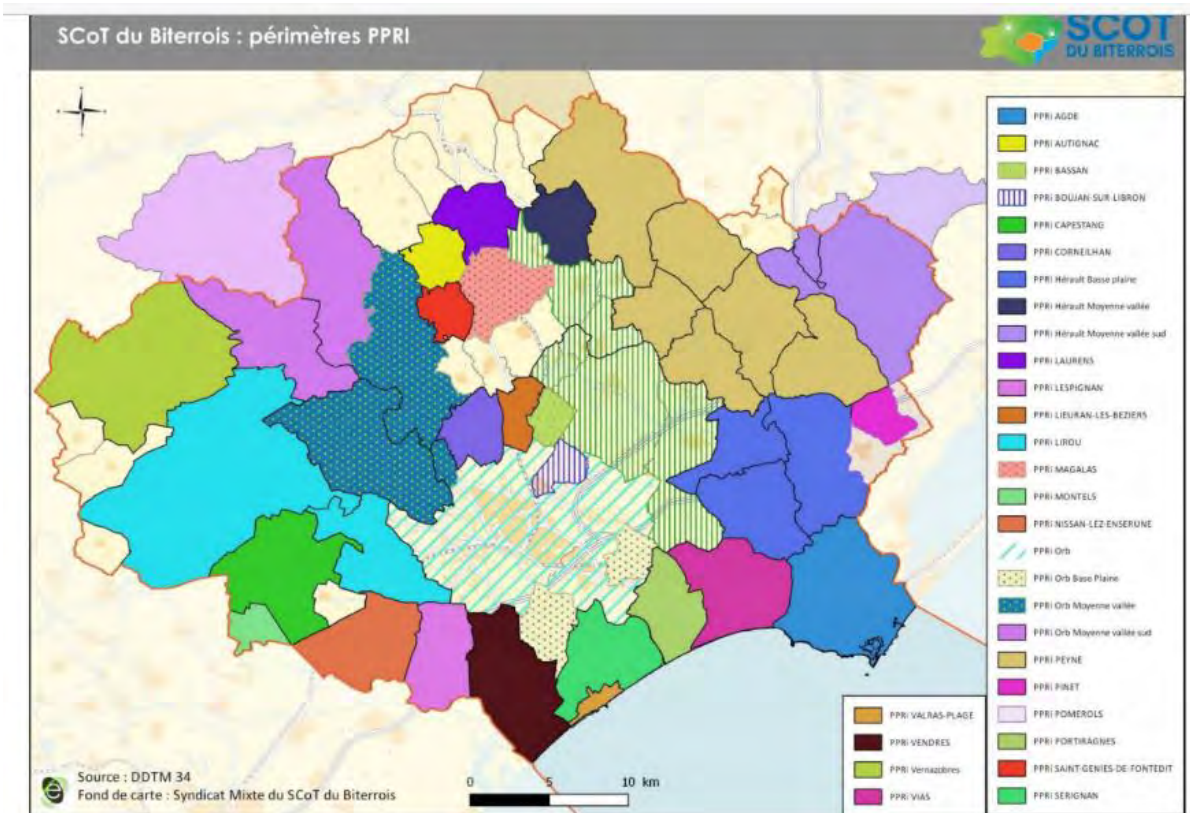 SCoT du Biterrois : périmètres PPRI
SCOT
DU BITERROIS
PPRi AGDE
PPRi AUTIGNAC
PPRi BASSAN
PPRi BOUJAN-SUR-LIBRON
PPRi CAPESTANG
PPRi CORNEILHAN
PPRi Hérault Basse plaine
PPRi Hérault Moyenne vallée
PPRi Hérault Moyenne vallée sud
PPRi LAURENS
PPRi LESPIGNAN
PPRi LIEURAN-LES-BEZIERS
PPRi LIROU
PPRi MAGALAS
PPRi MONTELS
PPRi NISSAN-LEZ-ENSERUNE
PPRi Orb
PPRi Orb Base Plaine
PPRi Orb Moyenne vallée
PPRi Orb Moyenne vallée sud
PPRi PEYNE
PPRi PINET
PPRi POMEROLS
PPRi PORTIRAGNES
PPRi SAINT-GENIES-DE-FONTEDIT
PPRi SERIGNAN
PPRi VALRAS-PLAGE
PPRi VENDRES
PPRi Vernazobres
PPRi VIAS
Source : DDTM 34
Fond de carte : Syndicat Mixte du SCoT du Biterrois
0 5 10 km